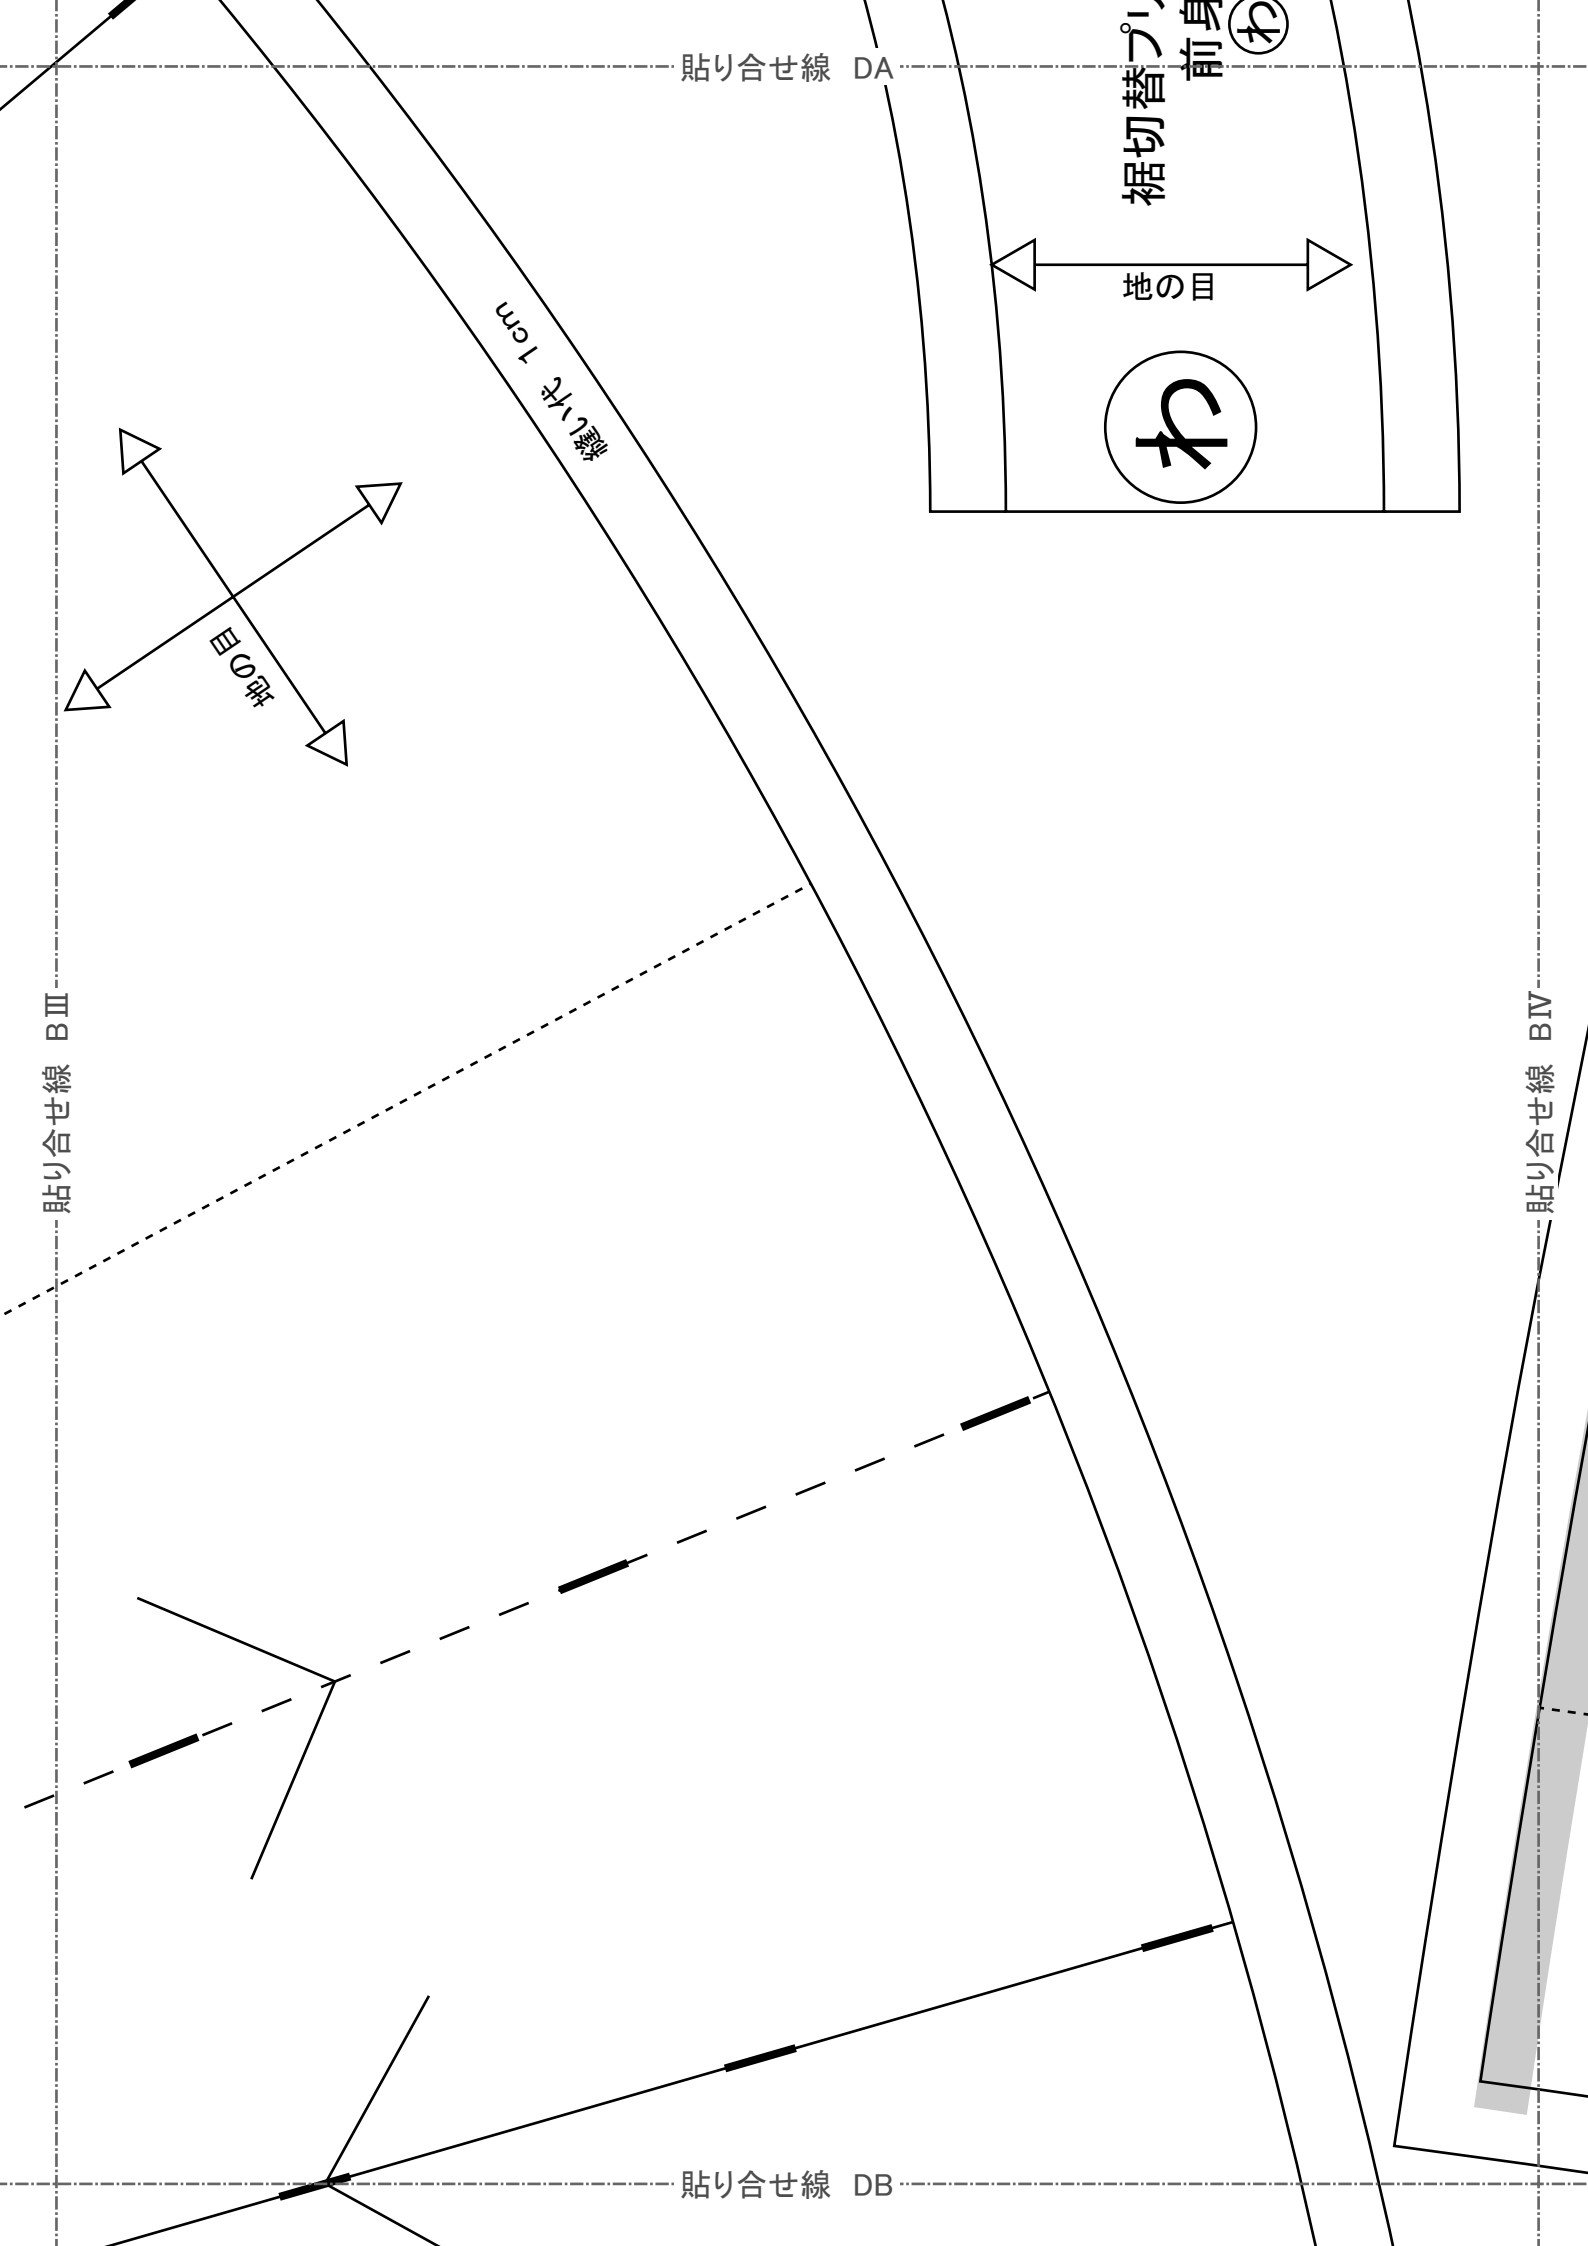 貼り合せ線 DA
裾切替フリ
前身
わ
地の目
わ
縫い代 1cm
地の目
貼り合せ線 BⅢ
貼り合せ線 BⅣ
貼り合せ線 DB